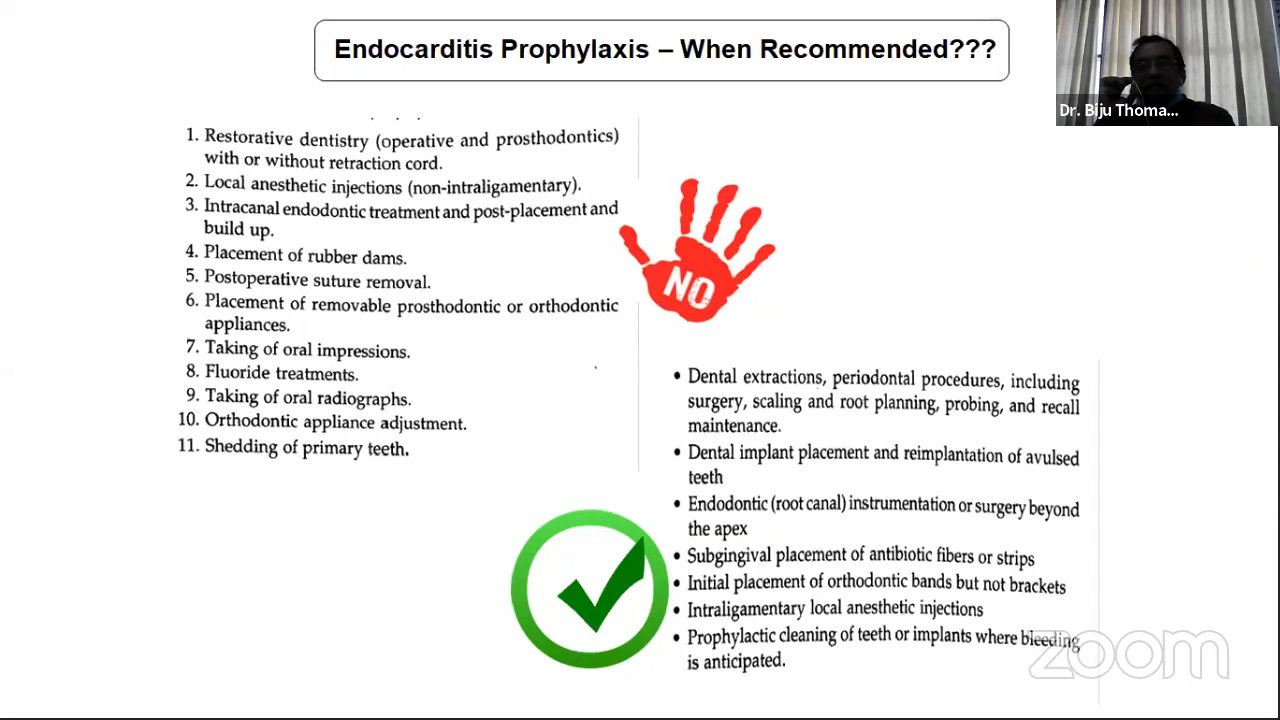 Endocarditis Prophylaxis – When Recommended???
Dr. Biju Thoma...
1. Restorative dentistry (operative and prosthodontics)
with or without retraction cord.
2. Local anesthetic injections (non-intraligamentary).
3. Intracanal endodontic treatment and post-placement and
build up.
4. Placement of rubber dams.
5. Postoperative suture removal.
6. Placement of removable prosthodontic or orthodontic
appliances.
7. Taking of oral impressions.
8. Fluoride treatments.
9. Taking of oral radiographs.
10. Orthodontic appliance adjustment.
11. Shedding of primary teeth.
NO
• Dental extractions, periodontal procedures, including
surgery, scaling and root planning, probing, and recall
maintenance.
• Dental implant placement and reimplantation of avulsed
teeth
• Endodontic (root canal) instrumentation or surgery beyond
the apex
• Subgingival placement of antibiotic fibers or strips
• Initial placement of orthodontic bands but not brackets
• Intraligamentary local anesthetic injections
• Prophylactic cleaning of teeth or implants where bleeding
is anticipated.
zoom